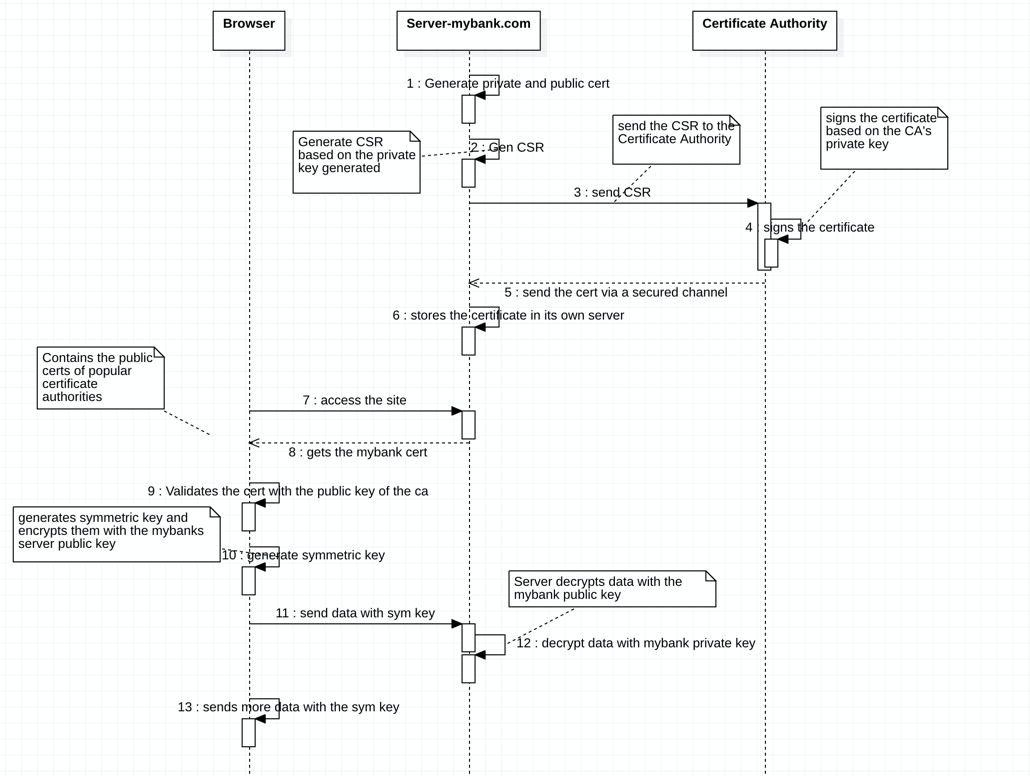 Browser
Server-mybank.com
Certificate Authority
1 : Generate private and public cert
signs the certificate
based on the CA's
private key
send the CSR to the
Certificate Authority
Generate CSR
based on the private
key generated
2 : Gen CSR
3 : send CSR
4 : signs the certificate
5 : send the cert via a secured channel
6 : stores the certificate in its own server
Contains the public
certs of popular
certificate
authorities
7 : access the site
8 : gets the mybank cert
9 : Validates the cert with the public key of the ca
generates symmetric key and
encrypts them with the mybanks
server public key
10 : generate symmetric key
Server decrypts data with the
mybank public key
11 : send data with sym key
12 : decrypt data with mybank private key
13 : sends more data with the sym key